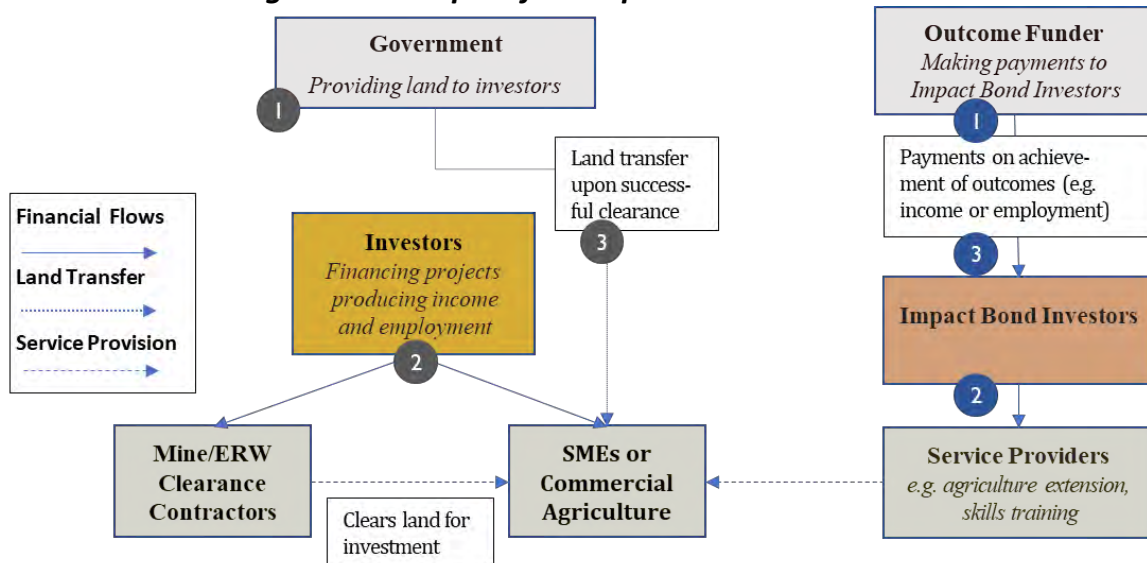 Government
Providing land to investors
1
Outcome Funder
Making payments to
Impact Bond Investors
1
Land transfer
upon success-
ful clearance
3
Payments on achieve-
ment of outcomes (e.g.
income or employment)
3
Financial Flows
Land Transfer
Service Provision
Investors
Financing projects
producing income
and employment
2
Impact Bond Investors
2
Mine/ERW
Clearance
Contractors
SMEs or
Commercial
Agriculture
Service Providers
e.g. agriculture extension,
skills training
Clears land for
investment